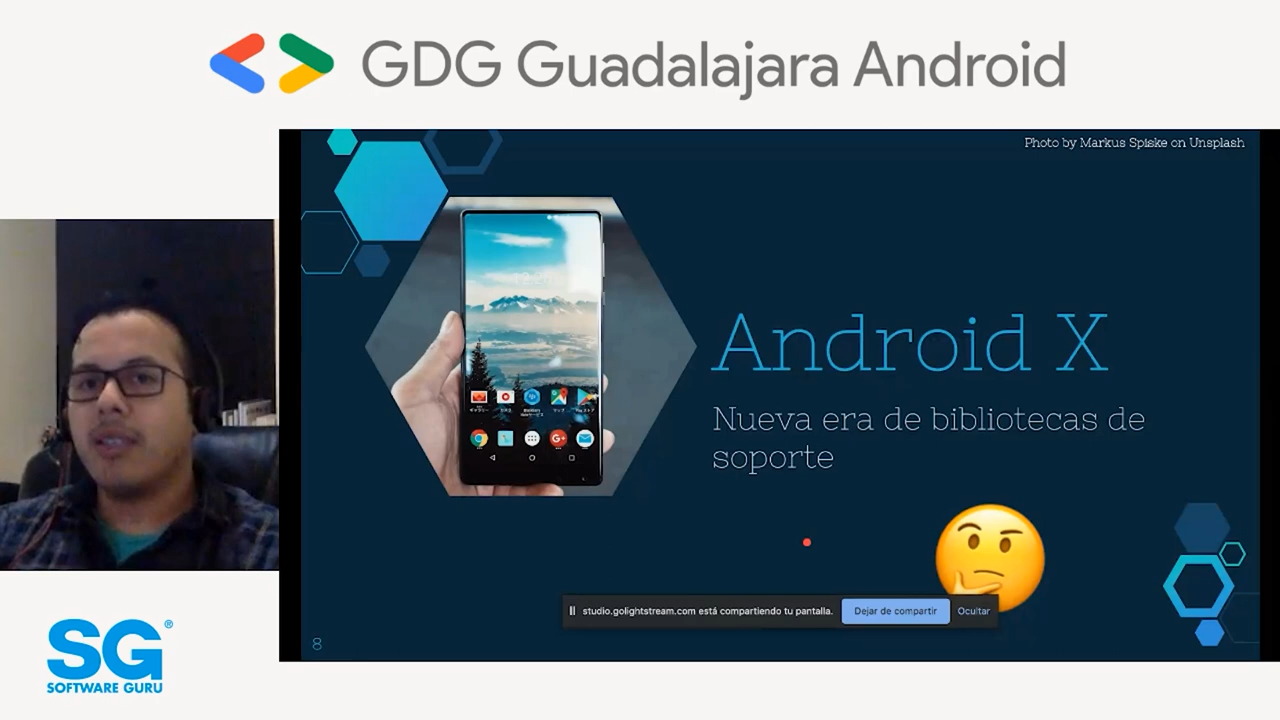 GDG Guadalajara Android
Photo by Markus Spiske on Unsplash
Android X
Nueva era de bibliotecas de
soporte
studio.golightstream.com está compartiendo tu pantalla.
Dejar de compartir
Ocultar
8
SG®
SOFTWARE GURU